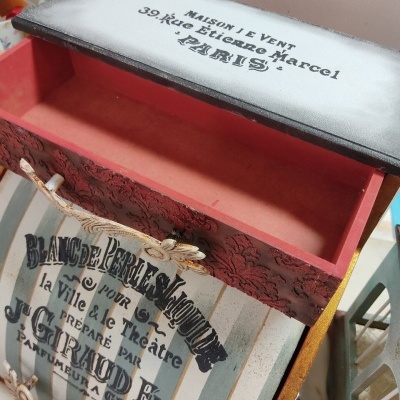 MAISON J E VENT
39, Rue Etienne Marcel
PARIS
BLANC DE PERLES LIQUIDE
POUR
la Ville & le Théâtre
PRÉPARÉ PAR
J GIRAUD
PARFUMEUR A